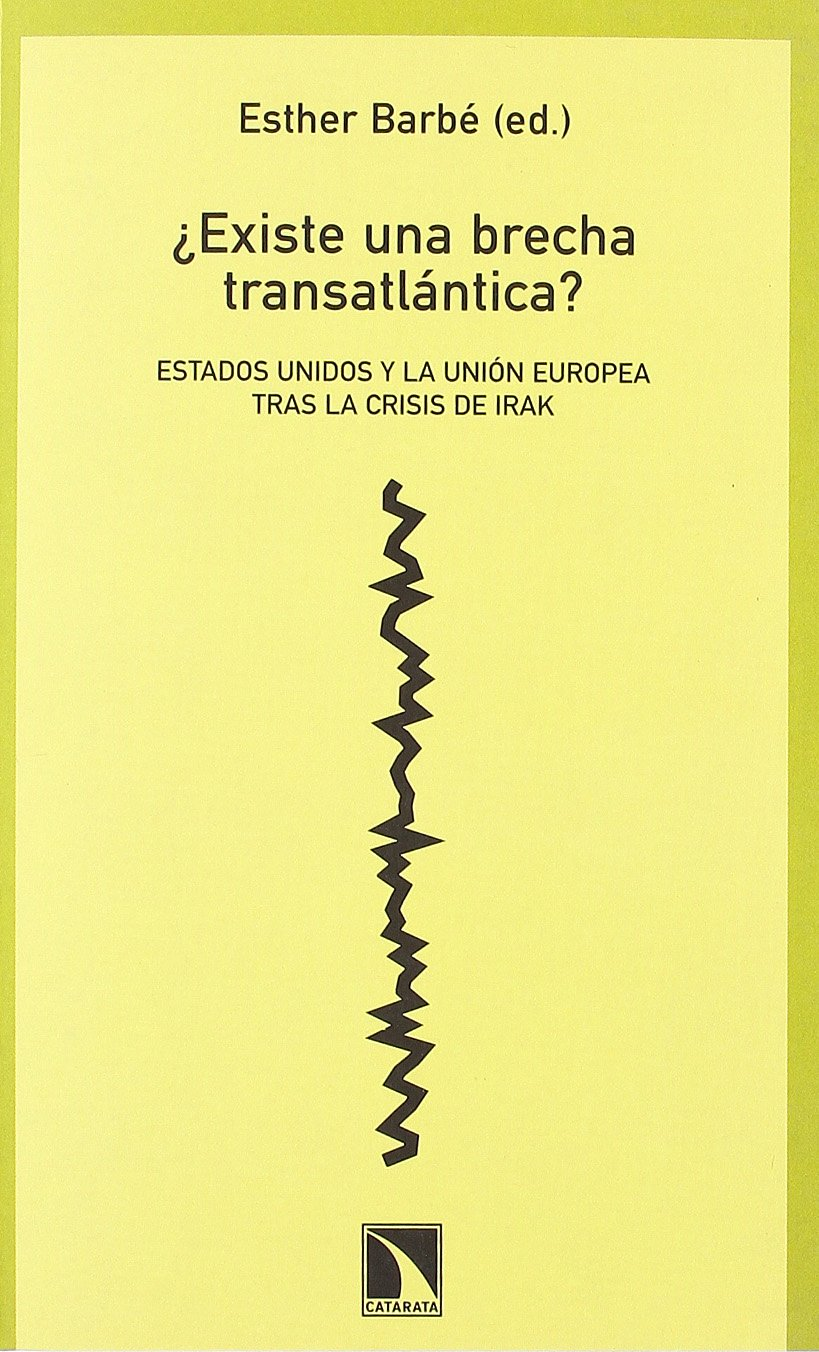 Esther Barbé (ed.)
¿Existe una brecha
transatlántica?
ESTADOS UNIDOS Y LA UNIÓN EUROPEA
TRAS LA CRISIS DE IRAK
CATARATA